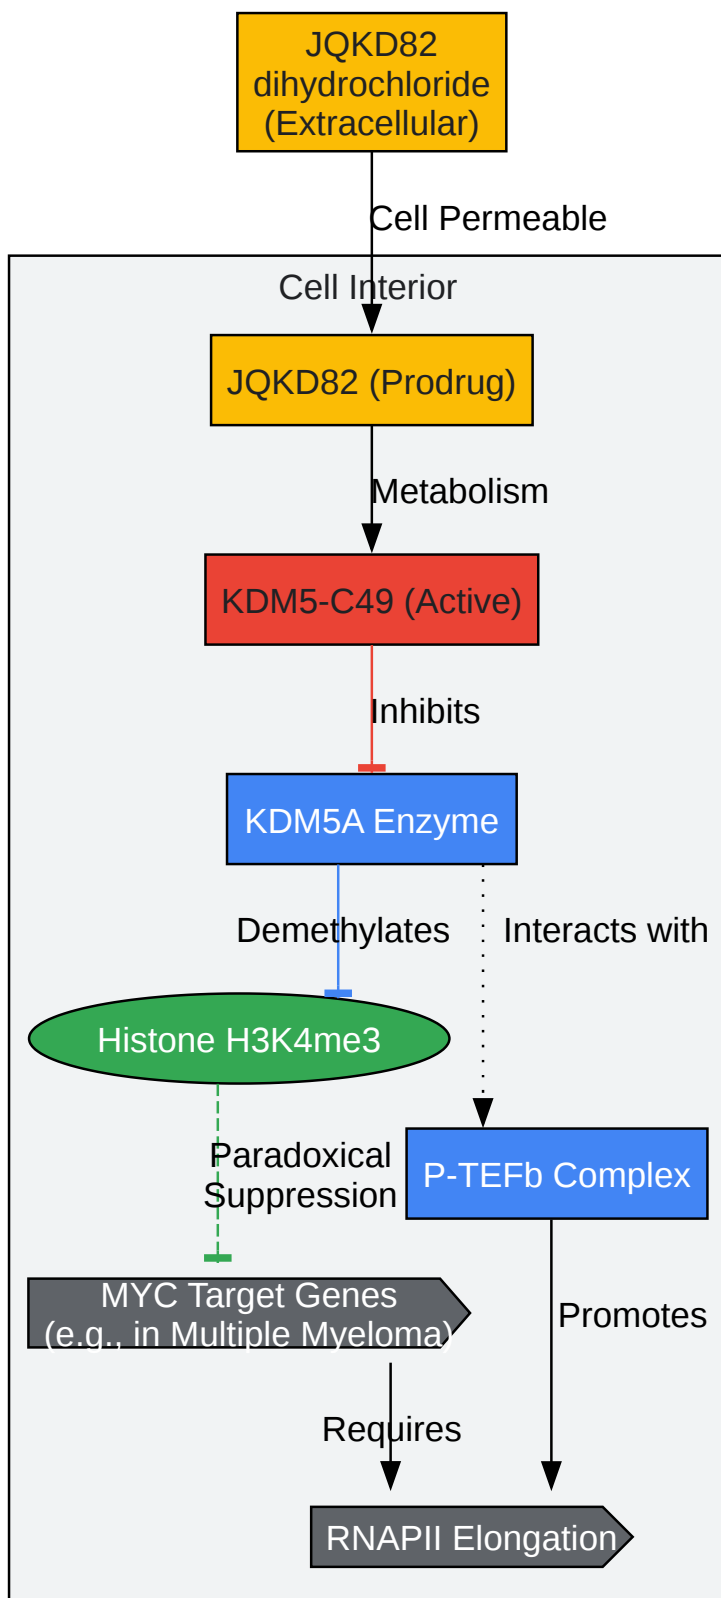 JQKD82
dihydrochloride
(Extracellular)
Cell Permeable
Cell Interior
JQKD82 (Prodrug)
Metabolism
KDM5-C49 (Active)
Inhibits
KDM5A Enzyme
Demethylates
Interacts with
Histone H3K4me3
Paradoxical
Suppression
P-TEFb Complex
MYC Target Genes
(e.g., in Multiple Myeloma)
Promotes
Requires
RNAPII Elongation